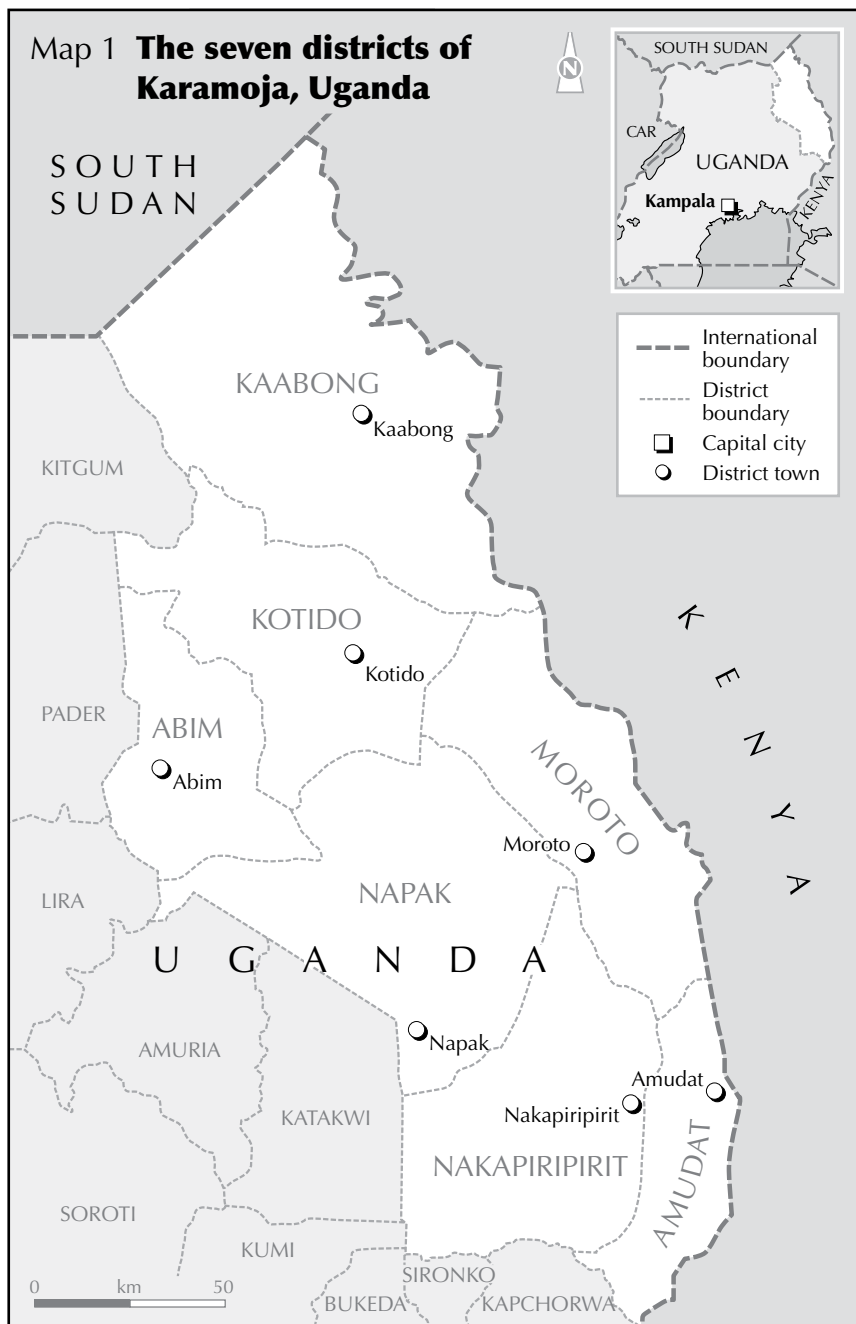 Map 1 The seven districts of
Karamoja, Uganda
N
SOUTH SUDAN
CAR
UGANDA
Kampala
KENYA
International
boundary
District
boundary
Capital city
District town
SOUTH
SUDAN
KAABONG
Kaabong
KITGUM
KOTIDO
Kotido
KENYA
PADER
ABIM
Abim
MOROTO
Moroto
LIRA
NAPAK
UGANDA
Napak
AMURIA
Amudat
Nakapiripirit
KATAKWI
NAKAPIRIPIRIT
AMUDAT
SOROTI
KUMI
SIRONKO
BUKEDA
KAPCHORWA
0 km 50